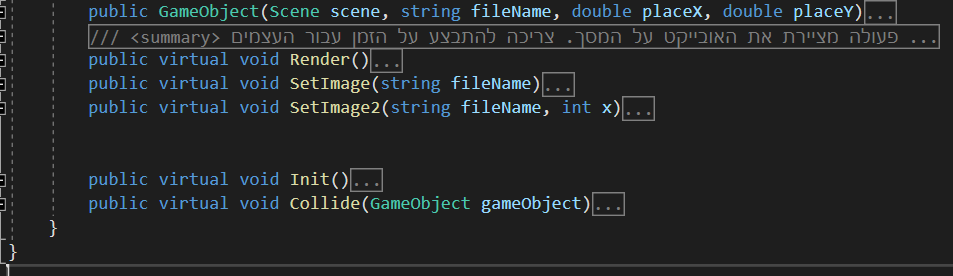 public GameObject(Scene scene, string fileName, double placeX, double placeY)...
/// <summary> פעולה מציירת את האובייקט על המסך. צריכה להתבצע על הזמן עבור העצמים ...
public virtual void Render()...
public virtual void SetImage(string fileName)...
public virtual void SetImage2(string fileName, int x)...
public virtual void Init()...
public virtual void Collide(GameObject gameObject)...
}
}